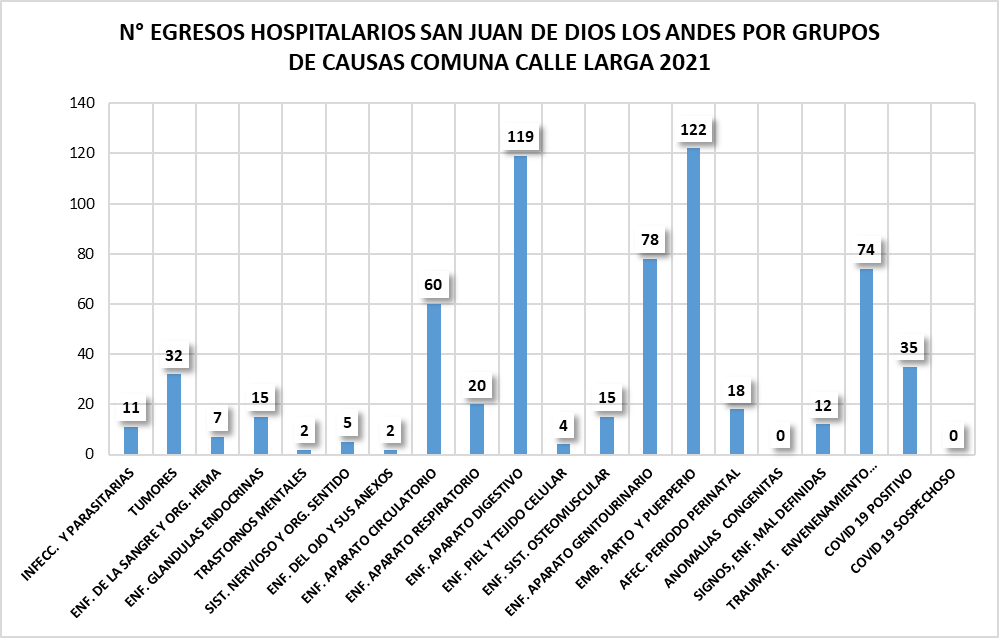 N° EGRESOS HOSPITALARIOS SAN JUAN DE DIOS LOS ANDES POR GRUPOS
DE CAUSAS COMUNA CALLE LARGA 2021
140
120
100
80
60
40
20
0
11
32
7
15
2
5
2
60
20
119
4
15
78
122
18
0
12
74
35
0
INFECC. Y PARASITARIAS
TUMORES
ENF. DE LA SANGRE Y ORG. HEMA
ENF. GLANDULAS ENDOCRINAS
TRASTORNOS MENTALES
SIST. NERVIOSO Y ORG. SENTIDO
ENF. DEL OJO Y SUS ANEXOS
ENF. APARATO CIRCULATORIO
ENF. APARATO RESPIRATORIO
ENF. APARATO DIGESTIVO
ENF. PIEL Y TEJIDO CELULAR
ENF. SIST. OSTEOMUSCULAR
ENF. APARATO GENITOURINARIO
EMB. PARTO Y PUERPERIO
AFEC. PERIODO PERINATAL
ANOMALIAS CONGENITAS
SIGNOS, ENF. MAL DEFINIDAS
TRAUMAT. ENVENENAMIENTO...
COVID 19 POSITIVO
COVID 19 SOSPECHOSO